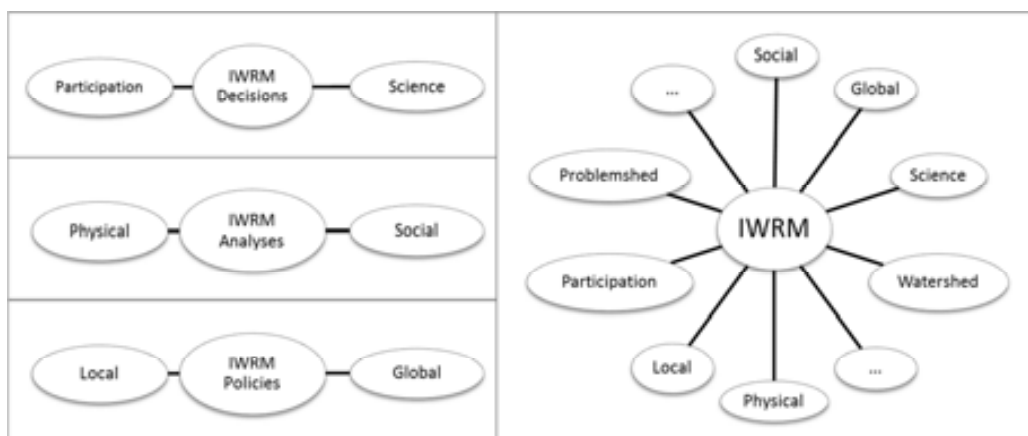 Participation
IWRM
Decisions
Science
Physical
IWRM
Analyses
Social
Local
IWRM
Policies
Global
Social
...
Global
Problemshed
Science
IWRM
Participation
Watershed
Local
...
Physical